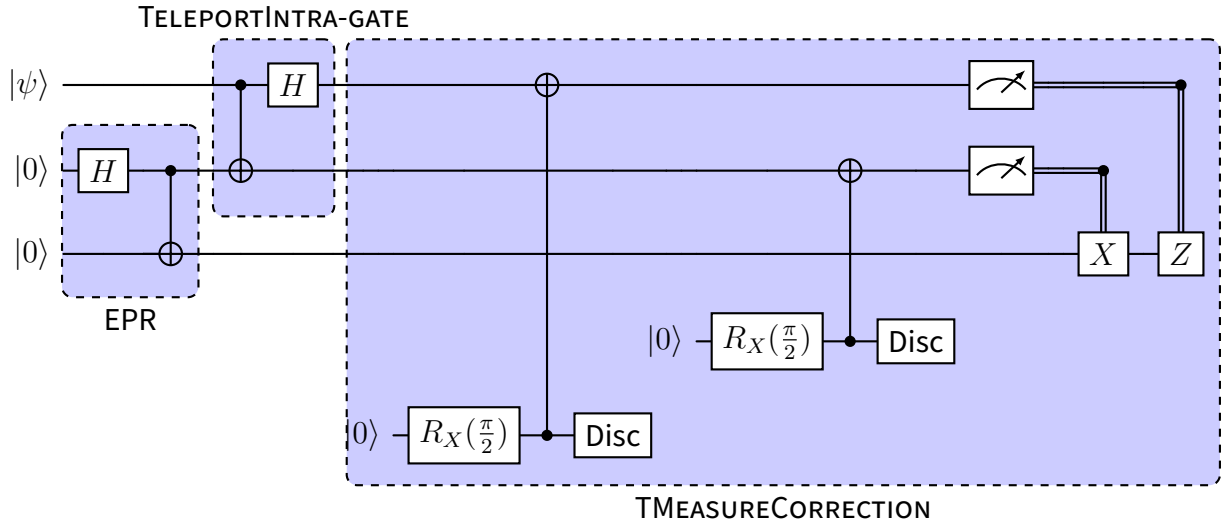 TELEPORTINTRA-GATE
|ψ⟩ H
|0⟩ H
|0⟩ X Z
EPR
|0⟩ R_X(π/2) Disc
0⟩ R_X(π/2) Disc
TMEASURECORRECTION